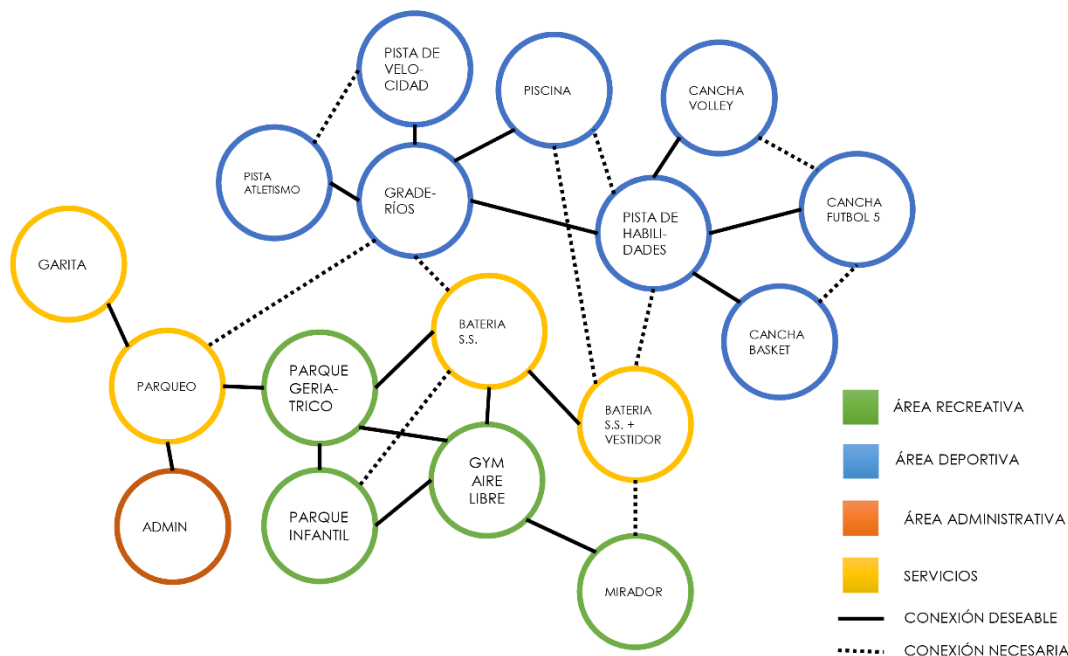 PISTA DE
VELO-
CIDAD
PISCINA
CANCHA
VOLLEY
PISTA
ATLETISMO
GRADE-
RÍOS
PISTA DE
HABILI-
DADES
CANCHA
FUTBOL 5
GARITA
BATERIA
S.S.
CANCHA
BASKET
PARQUEO
PARQUE
GERIA-
TRICO
BATERIA
S.S. +
VESTIDOR
GYM
AIRE
LIBRE
ADMIN
PARQUE
INFANTIL
MIRADOR
ÁREA RECREATIVA
ÁREA DEPORTIVA
ÁREA ADMINISTRATIVA
SERVICIOS
CONEXIÓN DESEABLE
CONEXIÓN NECESARIA